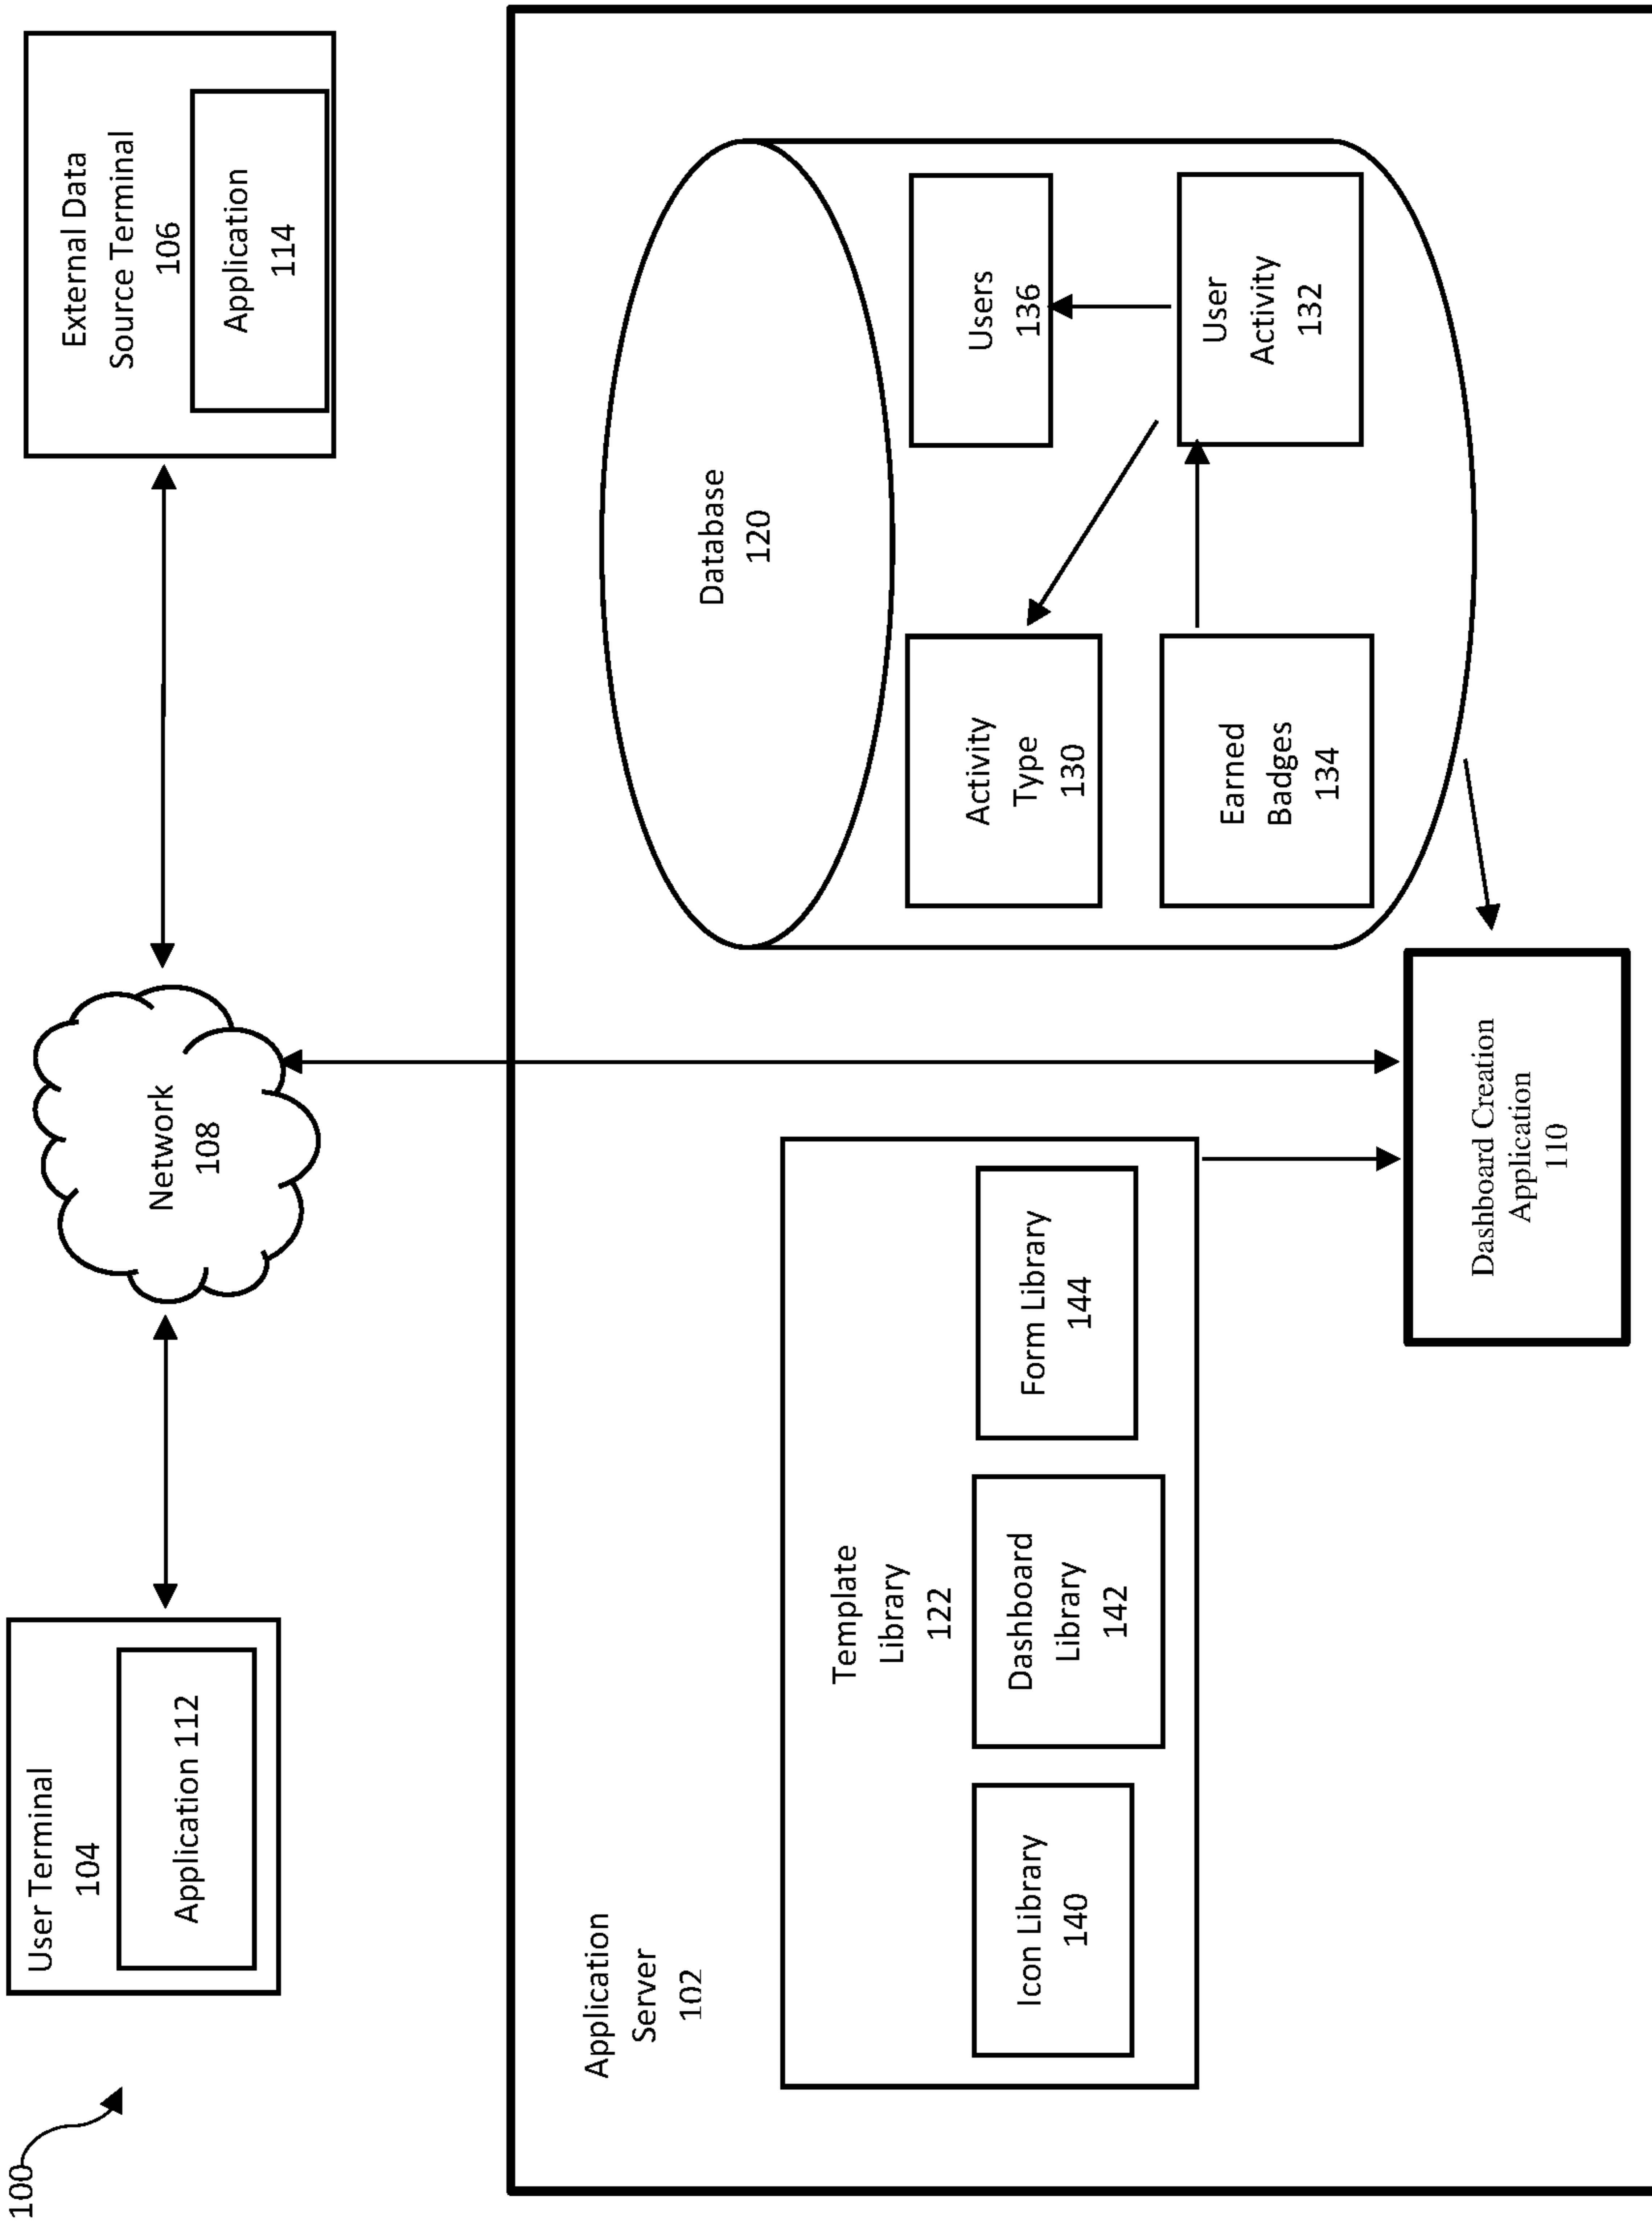 100
User Terminal
104
Application 112
Network
108
External Data
Source Terminal
106
Application
114
Application
Server
102
Template
Library
122
Icon Library
140
Dashboard
Library
142
Form Library
144
Database
120
Activity
Type
130
Users
136
Earned
Badges
134
User
Activity
132
Dashboard Creation
Application
110